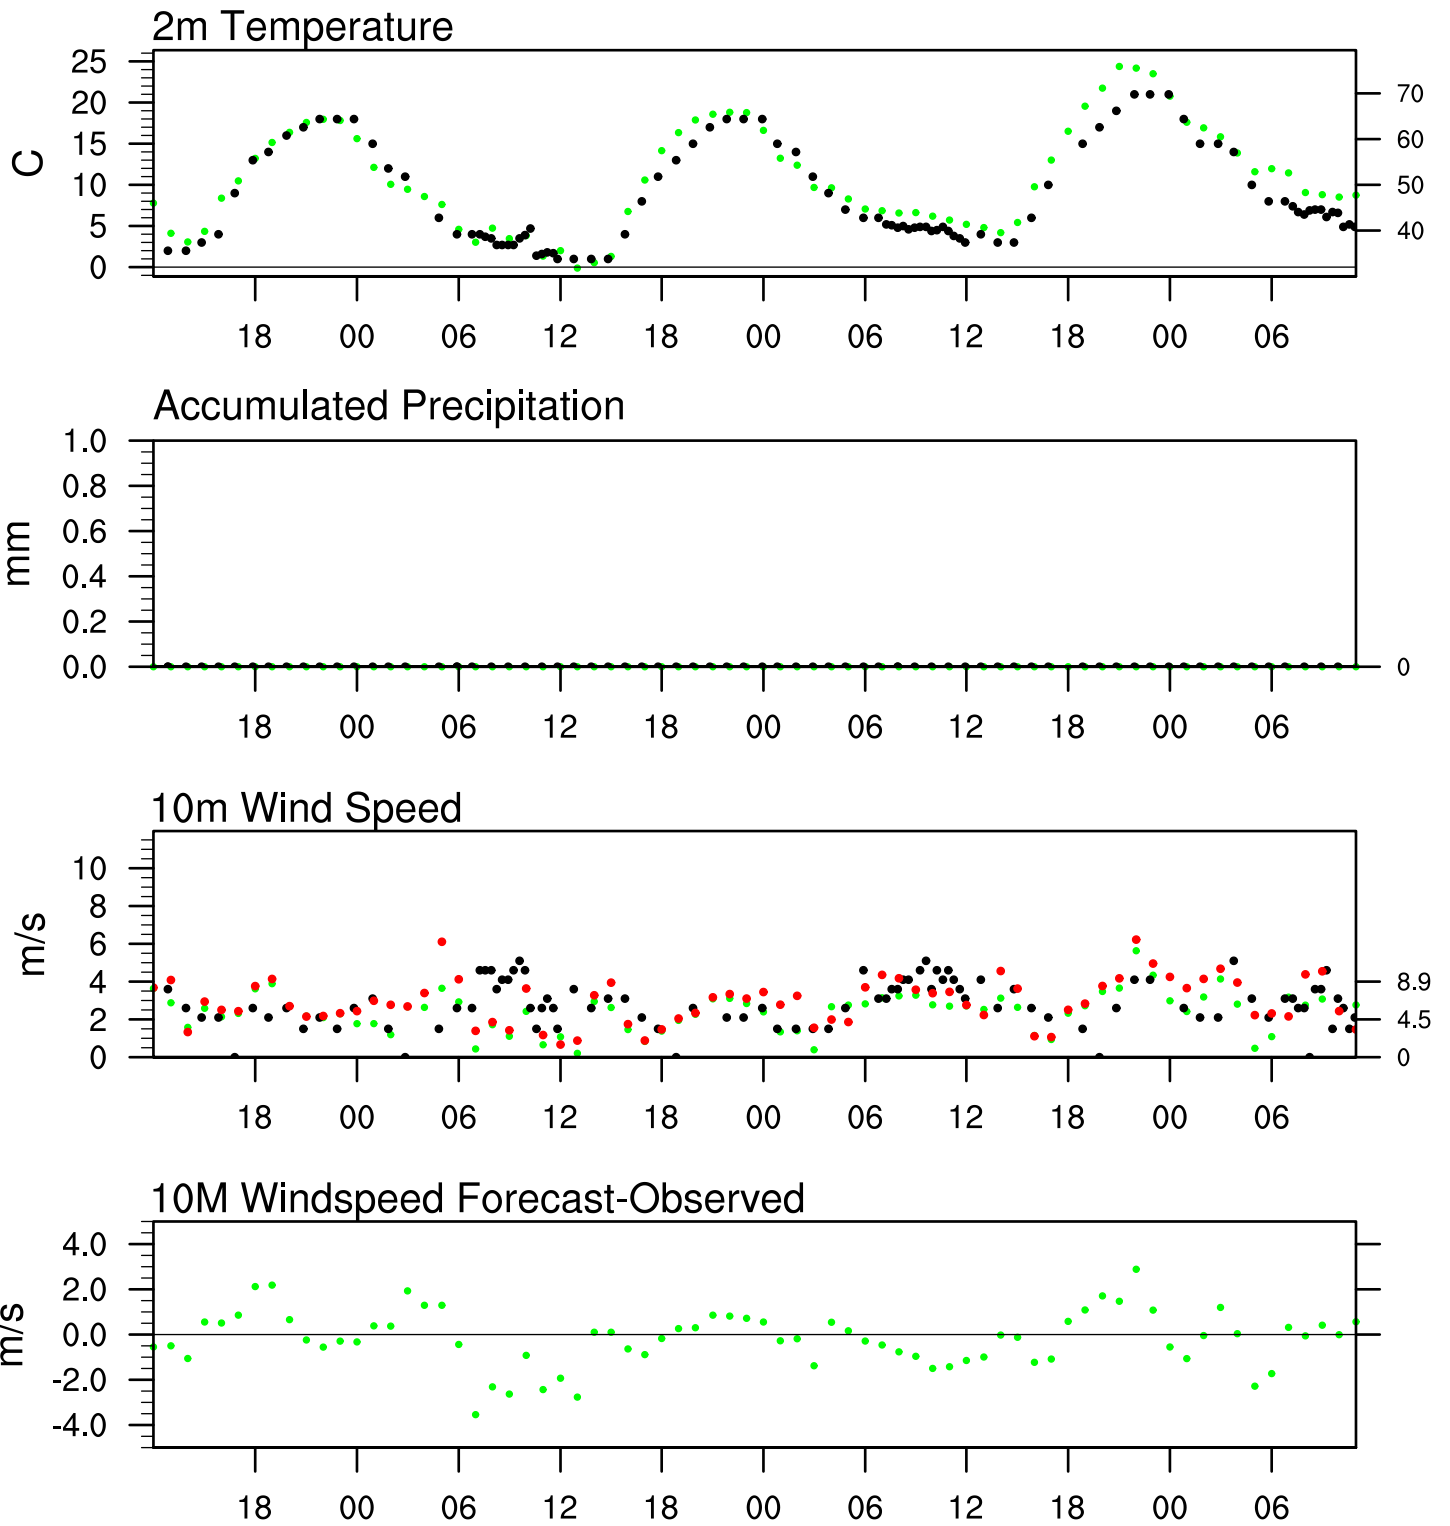 2m Temperature
25
20
15
10
5
0
C
70
60
50
40
18 00 06 12 18 00 06 12 18 00 06
Accumulated Precipitation
1.0
0.8
0.6
0.4
0.2
0.0
mm
0
18 00 06 12 18 00 06 12 18 00 06
10m Wind Speed
10
8
6
4
2
0
m/s
8.9
4.5
0
18 00 06 12 18 00 06 12 18 00 06
10M Windspeed Forecast-Observed
4.0
2.0
0.0
-2.0
-4.0
m/s
18 00 06 12 18 00 06 12 18 00 06